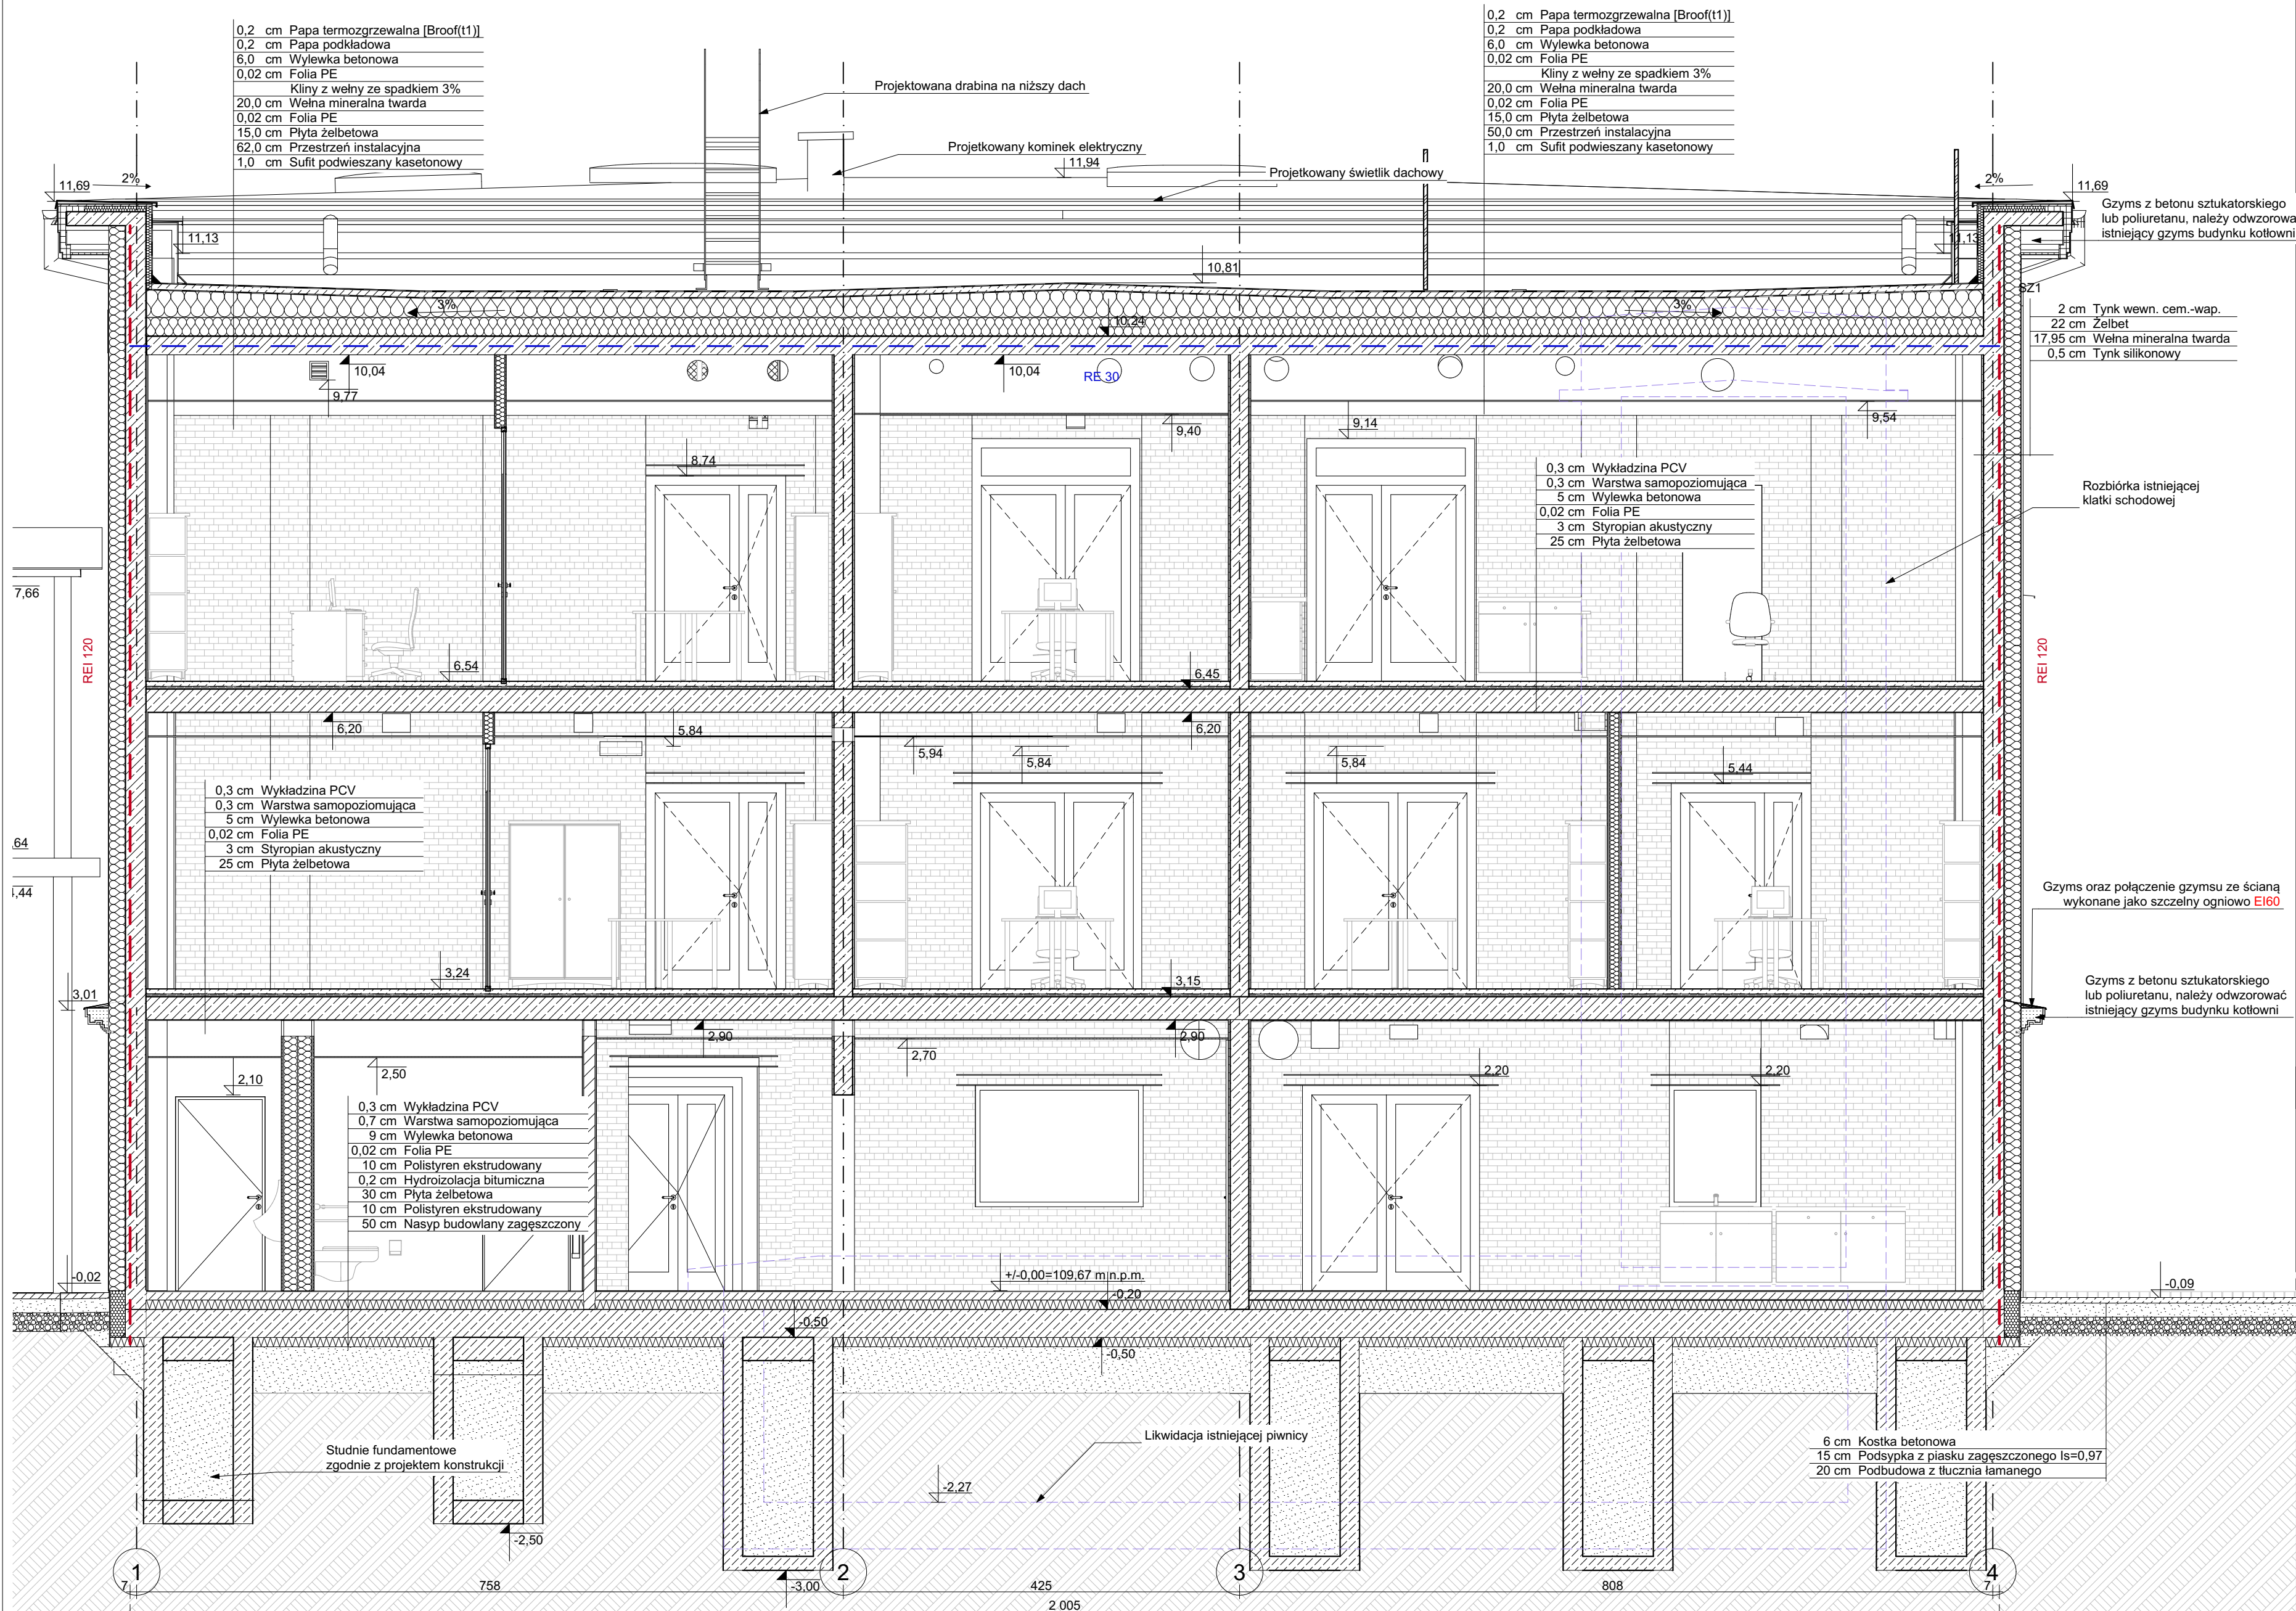 0,2 cm Papa termozgrzewalna [Broof(t1)]
0,2 cm Papa podkładowa
6,0 cm Wylewka betonowa
0,02 cm Folia PE
Kliny z wełny ze spadkiem 3%
20,0 cm Wełna mineralna twarda
0,02 cm Folia PE
15,0 cm Płyta żelbetowa
62,0 cm Przestrzeń instalacyjna
1,0 cm Sufit podwieszany kasetonowy
0,2 cm Papa termozgrzewalna [Broof(t1)]
0,2 cm Papa podkładowa
6,0 cm Wylewka betonowa
0,02 cm Folia PE
Kliny z wełny ze spadkiem 3%
20,0 cm Wełna mineralna twarda
0,02 cm Folia PE
15,0 cm Płyta żelbetowa
50,0 cm Przestrzeń instalacyjna
1,0 cm Sufit podwieszany kasetonowy
Projektowana drabina na niższy dach
Projetkowany kominek elektryczny
11,94
Projetkowany świetlik dachowy
11,69
2%
2%
11,69
Gzyms z betonu sztukatorskiego
lub poliuretanu, należy odwzorowa
istniejący gzyms budynku kotłowni
11,13
11,13
10,81
SZ1
2 cm Tynk wewn. cem.-wap.
22 cm Żelbet
17,95 cm Wełna mineralna twarda
0,5 cm Tynk silikonowy
3%
3%
10,24
10,04
10,04
RE 30
9,77
9,40
9,14
9,54
8,74
0,3 cm Wykładzina PCV
0,3 cm Warstwa samopoziomująca
5 cm Wylewka betonowa
0,02 cm Folia PE
3 cm Styropian akustyczny
25 cm Płyta żelbetowa
Rozbiórka istniejącej
klatki schodowej
7,66
REI 120
REI 120
6,54
6,45
6,20
6,20
5,84
5,94
5,84
5,84
5,44
0,3 cm Wykładzina PCV
0,3 cm Warstwa samopoziomująca
5 cm Wylewka betonowa
0,02 cm Folia PE
3 cm Styropian akustyczny
25 cm Płyta żelbetowa
,64
,44
Gzyms oraz połączenie gzymsu ze ścianą
wykonane jako szczelny ogniowo EI60
3,24
3,15
3,01
Gzyms z betonu sztukatorskiego
lub poliuretanu, należy odwzorować
istniejący gzyms budynku kotłowni
2,90
2,90
2,70
2,50
2,10
2,20
2,20
0,3 cm Wykładzina PCV
0,7 cm Warstwa samopoziomująca
9 cm Wylewka betonowa
0,02 cm Folia PE
10 cm Polistyren ekstrudowany
0,2 cm Hydroizolacja bitumiczna
30 cm Płyta żelbetowa
10 cm Polistyren ekstrudowany
50 cm Nasyp budowlany zagęszczony
-0,02
+/-0,00=109,67 m n.p.m.
-0,20
-0,09
-0,50
-0,50
Studnie fundamentowe
zgodnie z projektem konstrukcji
Likwidacja istniejącej piwnicy
-2,27
6 cm Kostka betonowa
15 cm Podsypka z piasku zagęszczonego Is=0,97
20 cm Podbudowa z tłucznia łamanego
-2,50
-3,00
1
2
3
4
7
758
425
808
7
2 005